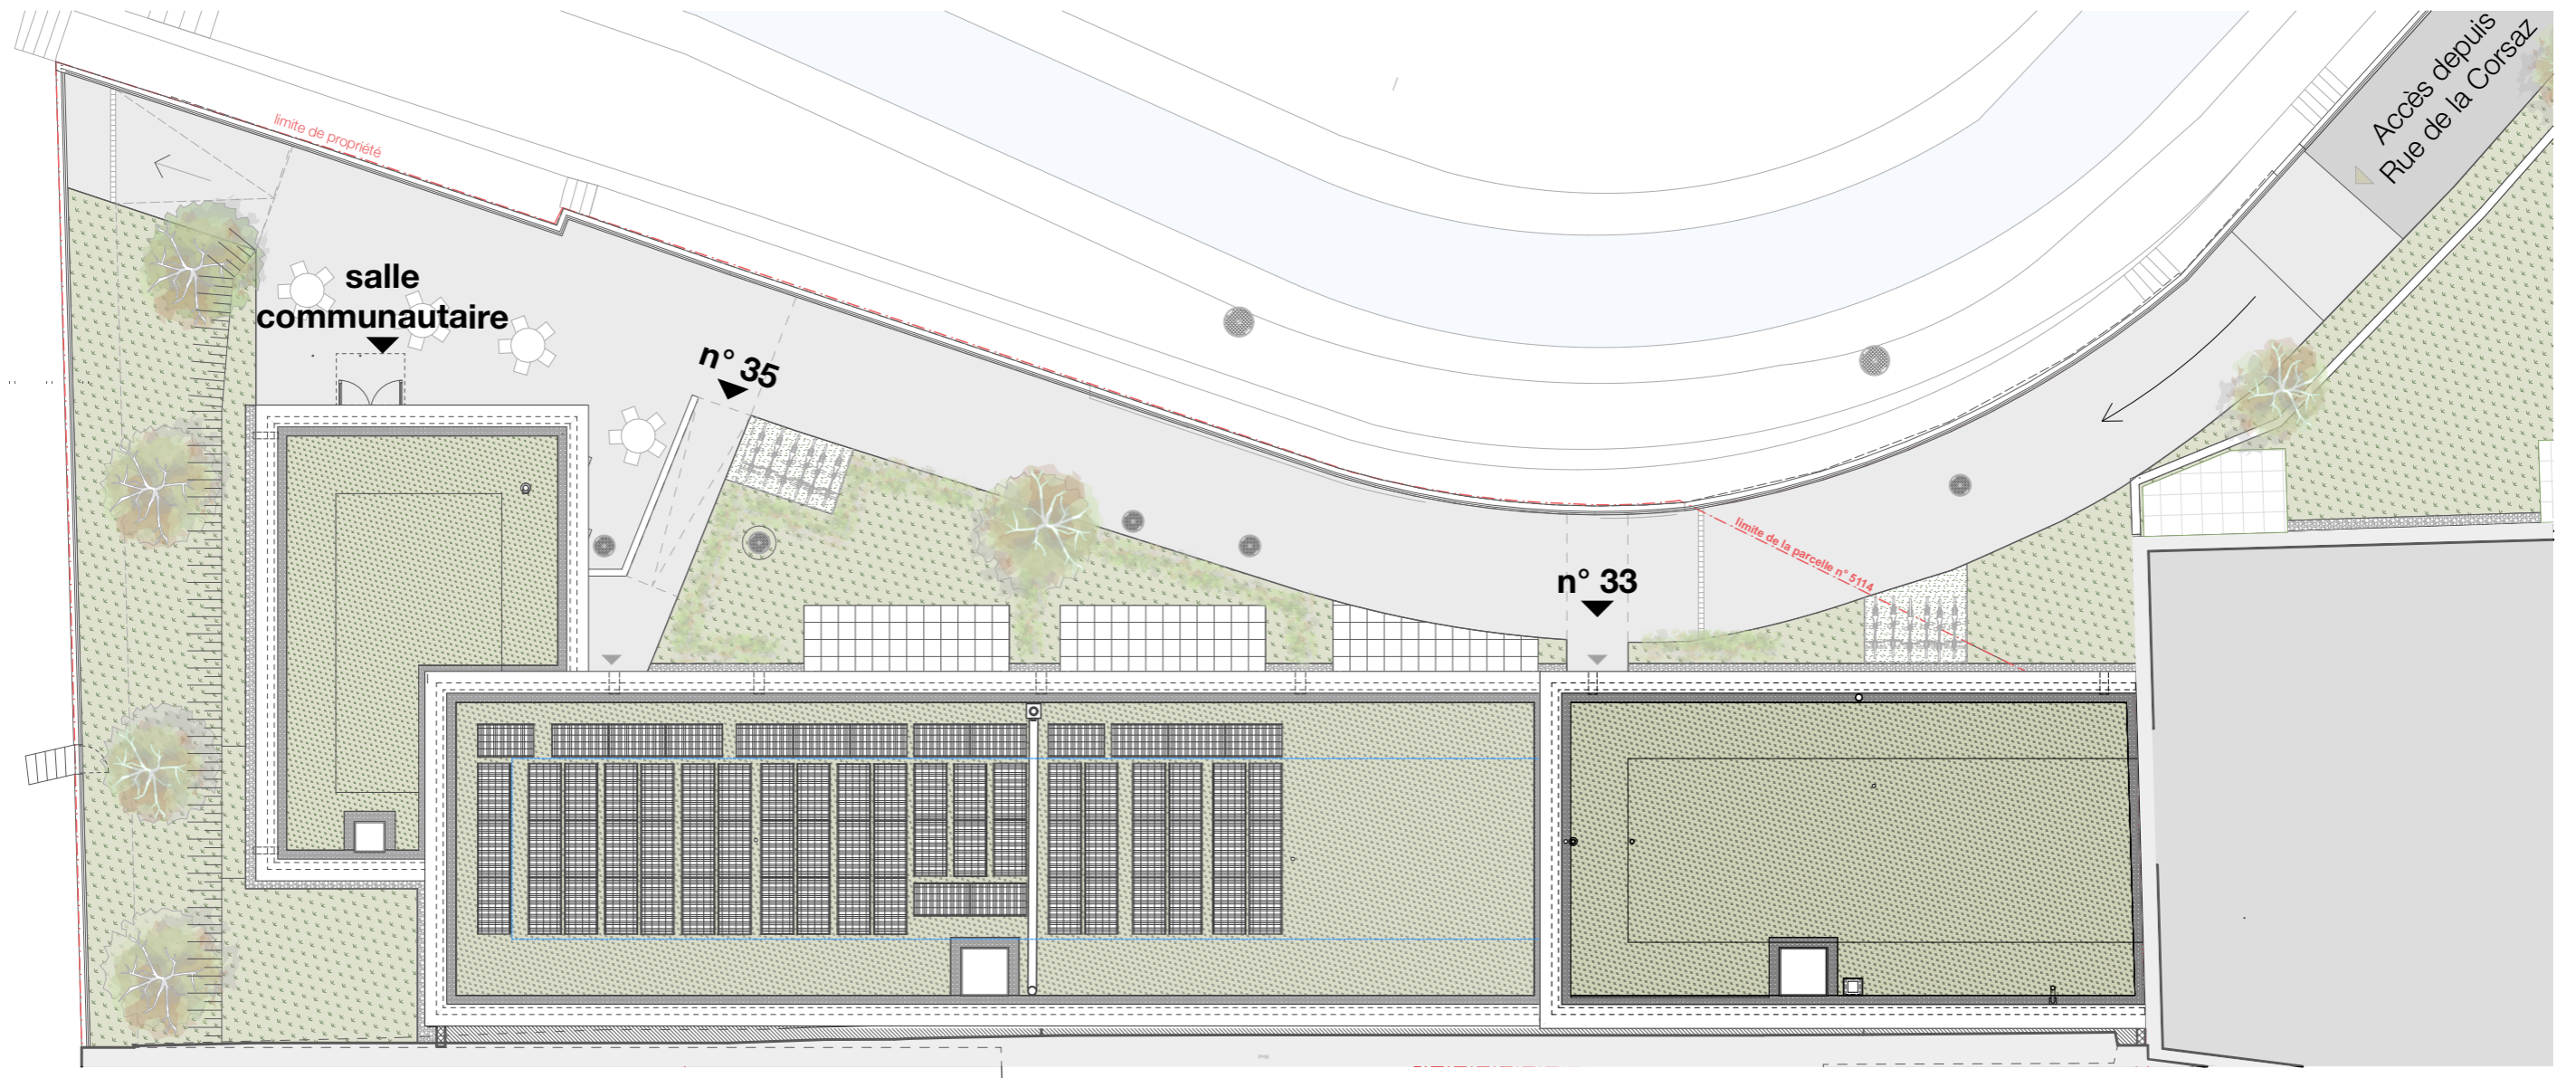 Accès depuis
Rue de la Corsaz
limite de propriété
salle
communautaire
n° 35
limite de la parcelle n° 5114
n° 33